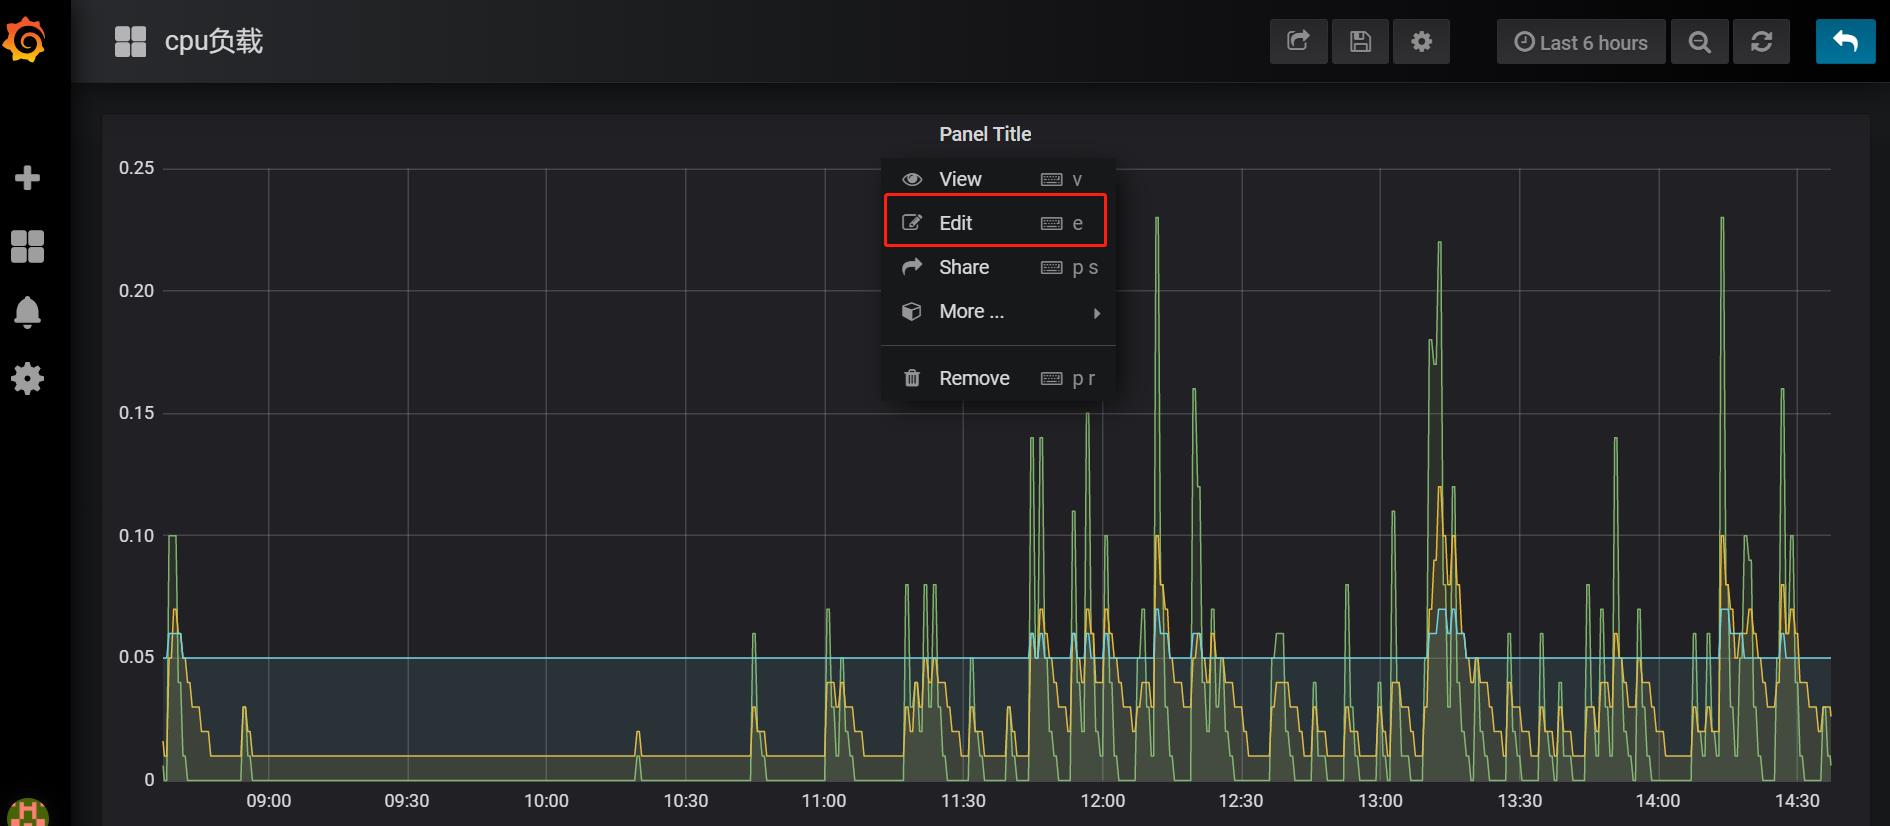 cpu负载
Last 6 hours
Panel Title
View v
Edit e
Share p s
More ...
Remove p r
0.25
0.20
0.15
0.10
0.05
0
09:00 09:30 10:00 10:30 11:00 11:30 12:00 12:30 13:00 13:30 14:00 14:30